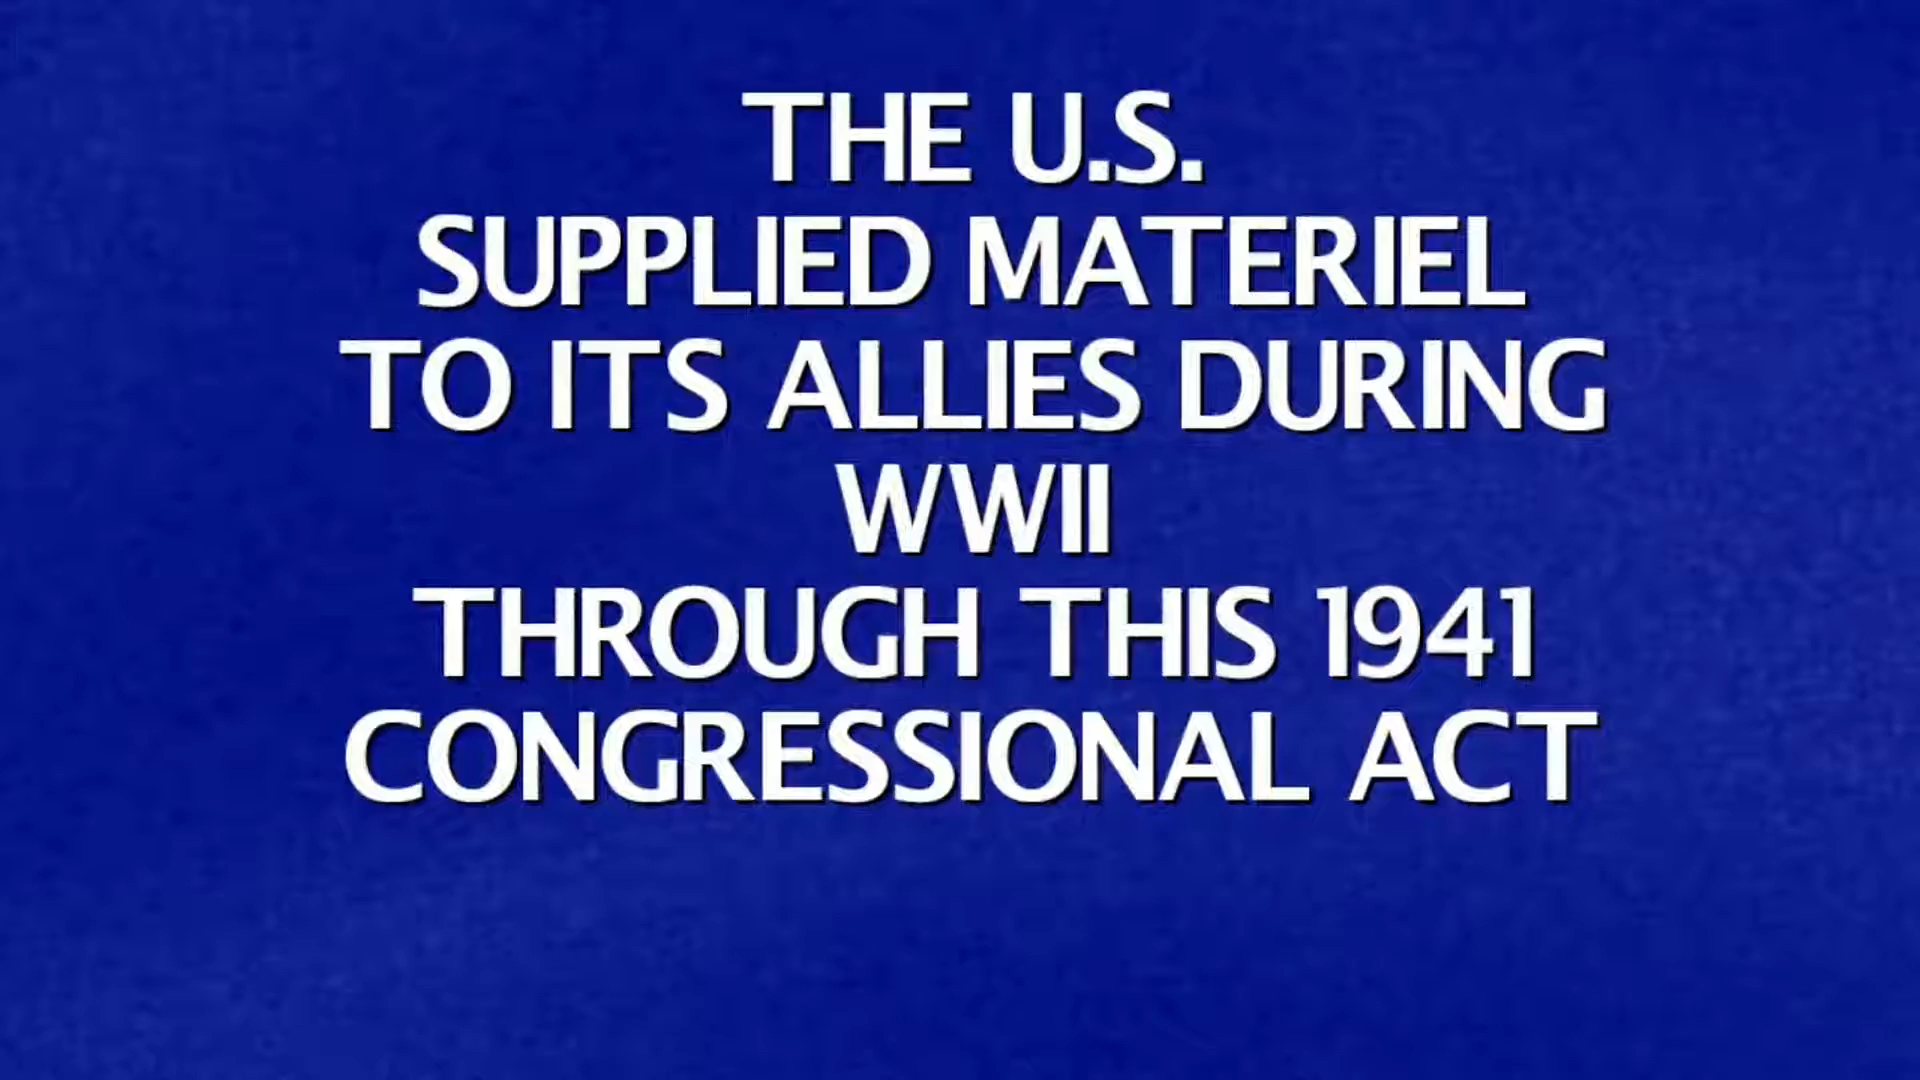 THE U.S.
SUPPLIED MATERIEL
TO ITS ALLIES DURING
WWII
THROUGH THIS 1941
CONGRESSIONAL ACT